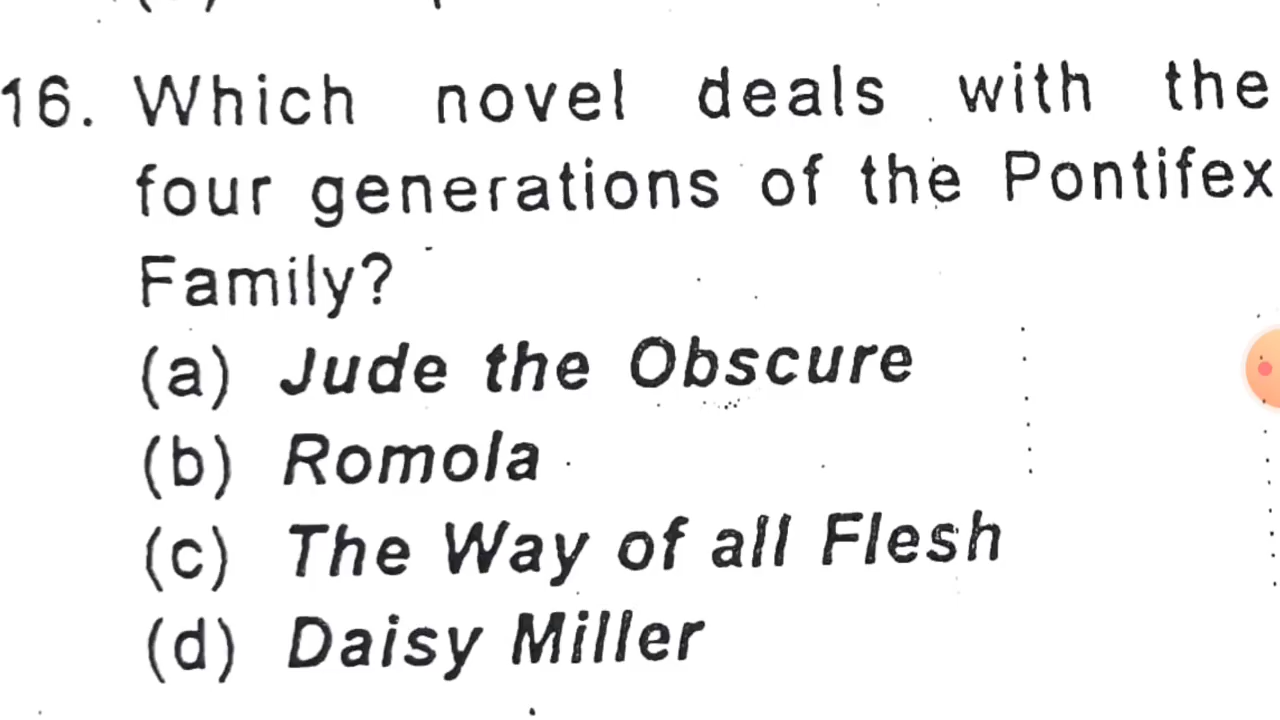 16. Which novel deals with the
four generations of the Pontifex
Family?
(a) Jude the Obscure
(b) Romola
(c) The Way of all Flesh
(d) Daisy Miller